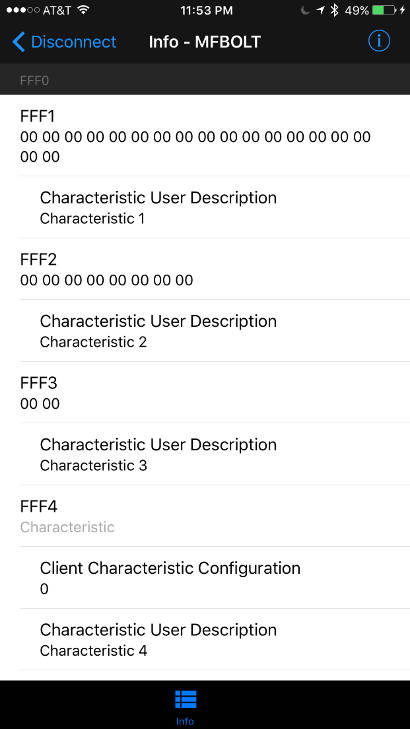 AT&T 11:53 PM 49%
Disconnect Info - MFBOLT
FFF0
FFF1
00 00 00 00 00 00 00 00 00 00 00 00 00 00 00 00
00 00
Characteristic User Description
Characteristic 1
FFF2
00 00 00 00 00 00 00 00
Characteristic User Description
Characteristic 2
FFF3
00 00
Characteristic User Description
Characteristic 3
FFF4
Characteristic
Client Characteristic Configuration
0
Characteristic User Description
Characteristic 4
Info